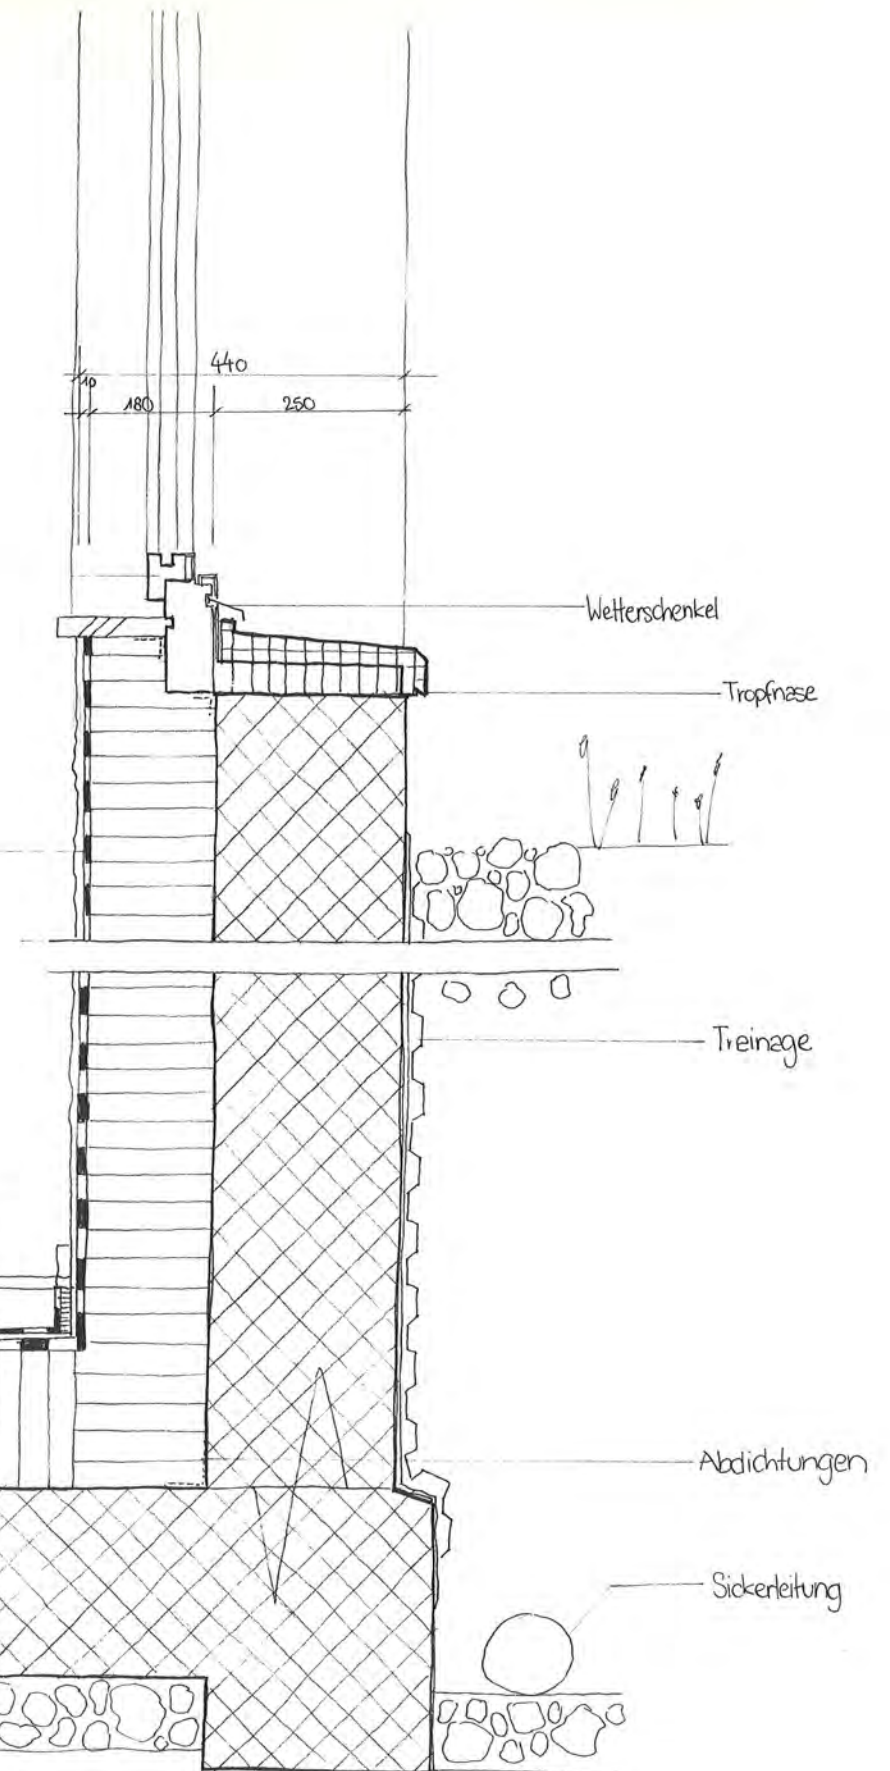 440
10
180 250
Wetterschenkel
Tropfnase
Treinage
Abdichtungen
Sickerleitung